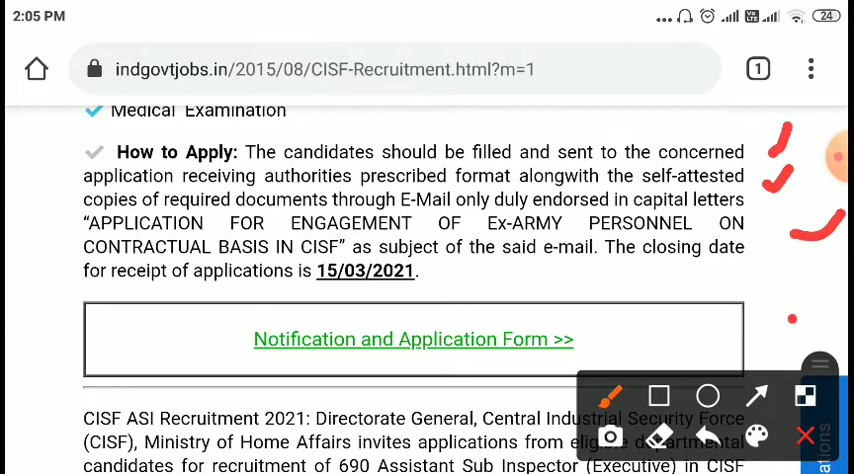 2:05 PM
24
indgovtjobs.in/2015/08/CISF-Recruitment.html?m=1
1
Medical Examination
How to Apply: The candidates should be filled and sent to the concerned
application receiving authorities prescribed format alongwith the self-attested
copies of required documents through E-Mail only duly endorsed in capital letters
“APPLICATION FOR ENGAGEMENT OF Ex-ARMY PERSONNEL ON
CONTRACTUAL BASIS IN CISF” as subject of the said e-mail. The closing date
for receipt of applications is 15/03/2021.
Notification and Application Form >>
CISF ASI Recruitment 2021: Directorate General, Central Industrial Security Force
(CISF), Ministry of Home Affairs invites applications from eligible departmental
candidates for recruitment of 690 Assistant Sub Inspector (Executive) in CISF